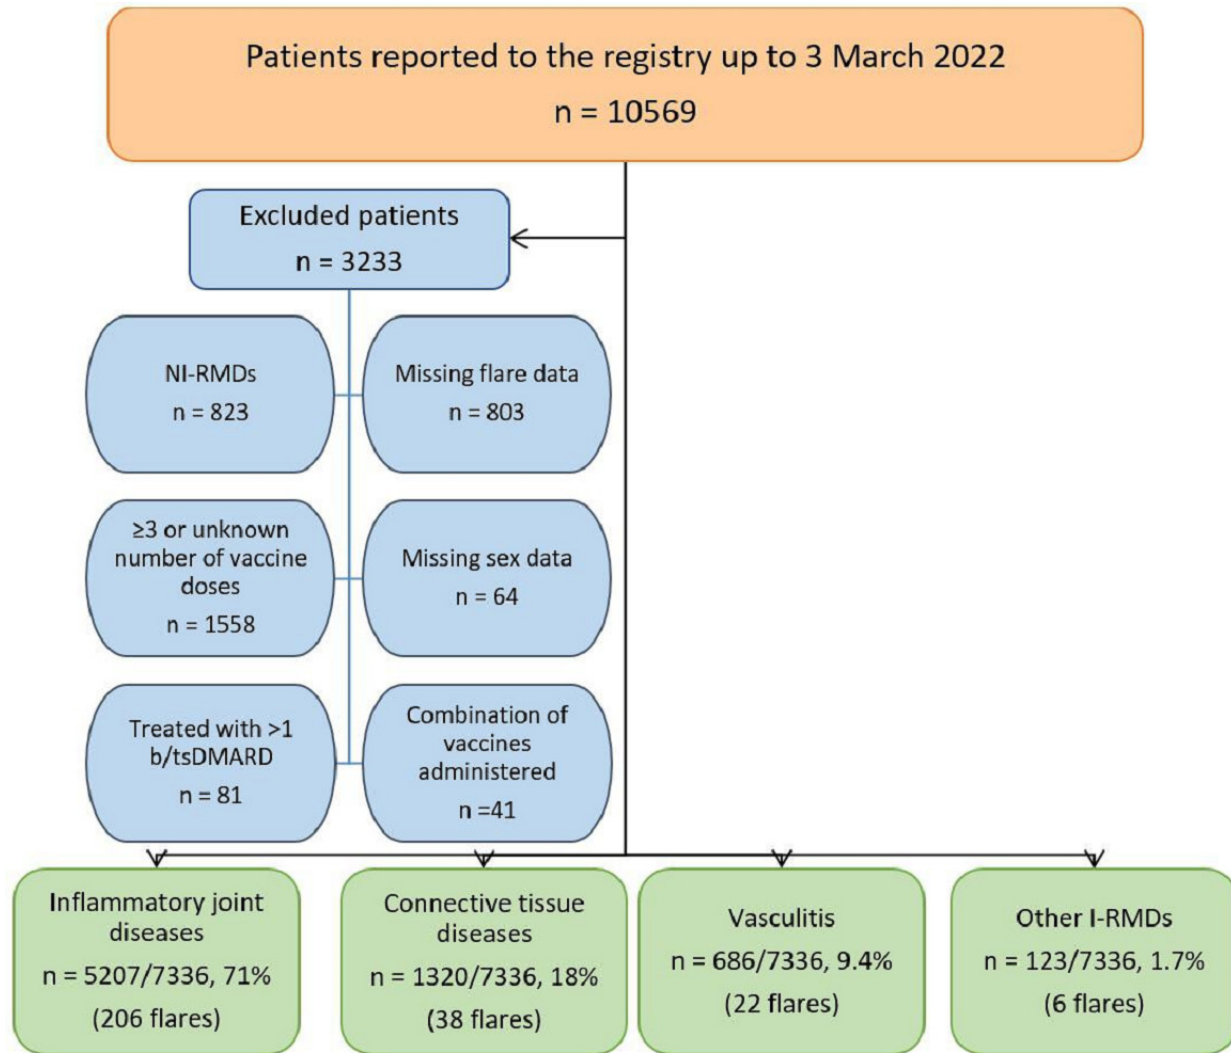 Patients reported to the registry up to 3 March 2022
n = 10569
Excluded patients
n = 3233
NI-RMDs
n = 823
Missing flare data
n = 803
≥3 or unknown
number of vaccine
doses
n = 1558
Missing sex data
n = 64
Treated with >1
b/tsDMARD
n = 81
Combination of
vaccines
administered
n =41
Inflammatory joint
diseases
n = 5207/7336, 71%
(206 flares)
Connective tissue
diseases
n = 1320/7336, 18%
(38 flares)
Vasculitis
n = 686/7336, 9.4%
(22 flares)
Other I-RMDs
n = 123/7336, 1.7%
(6 flares)